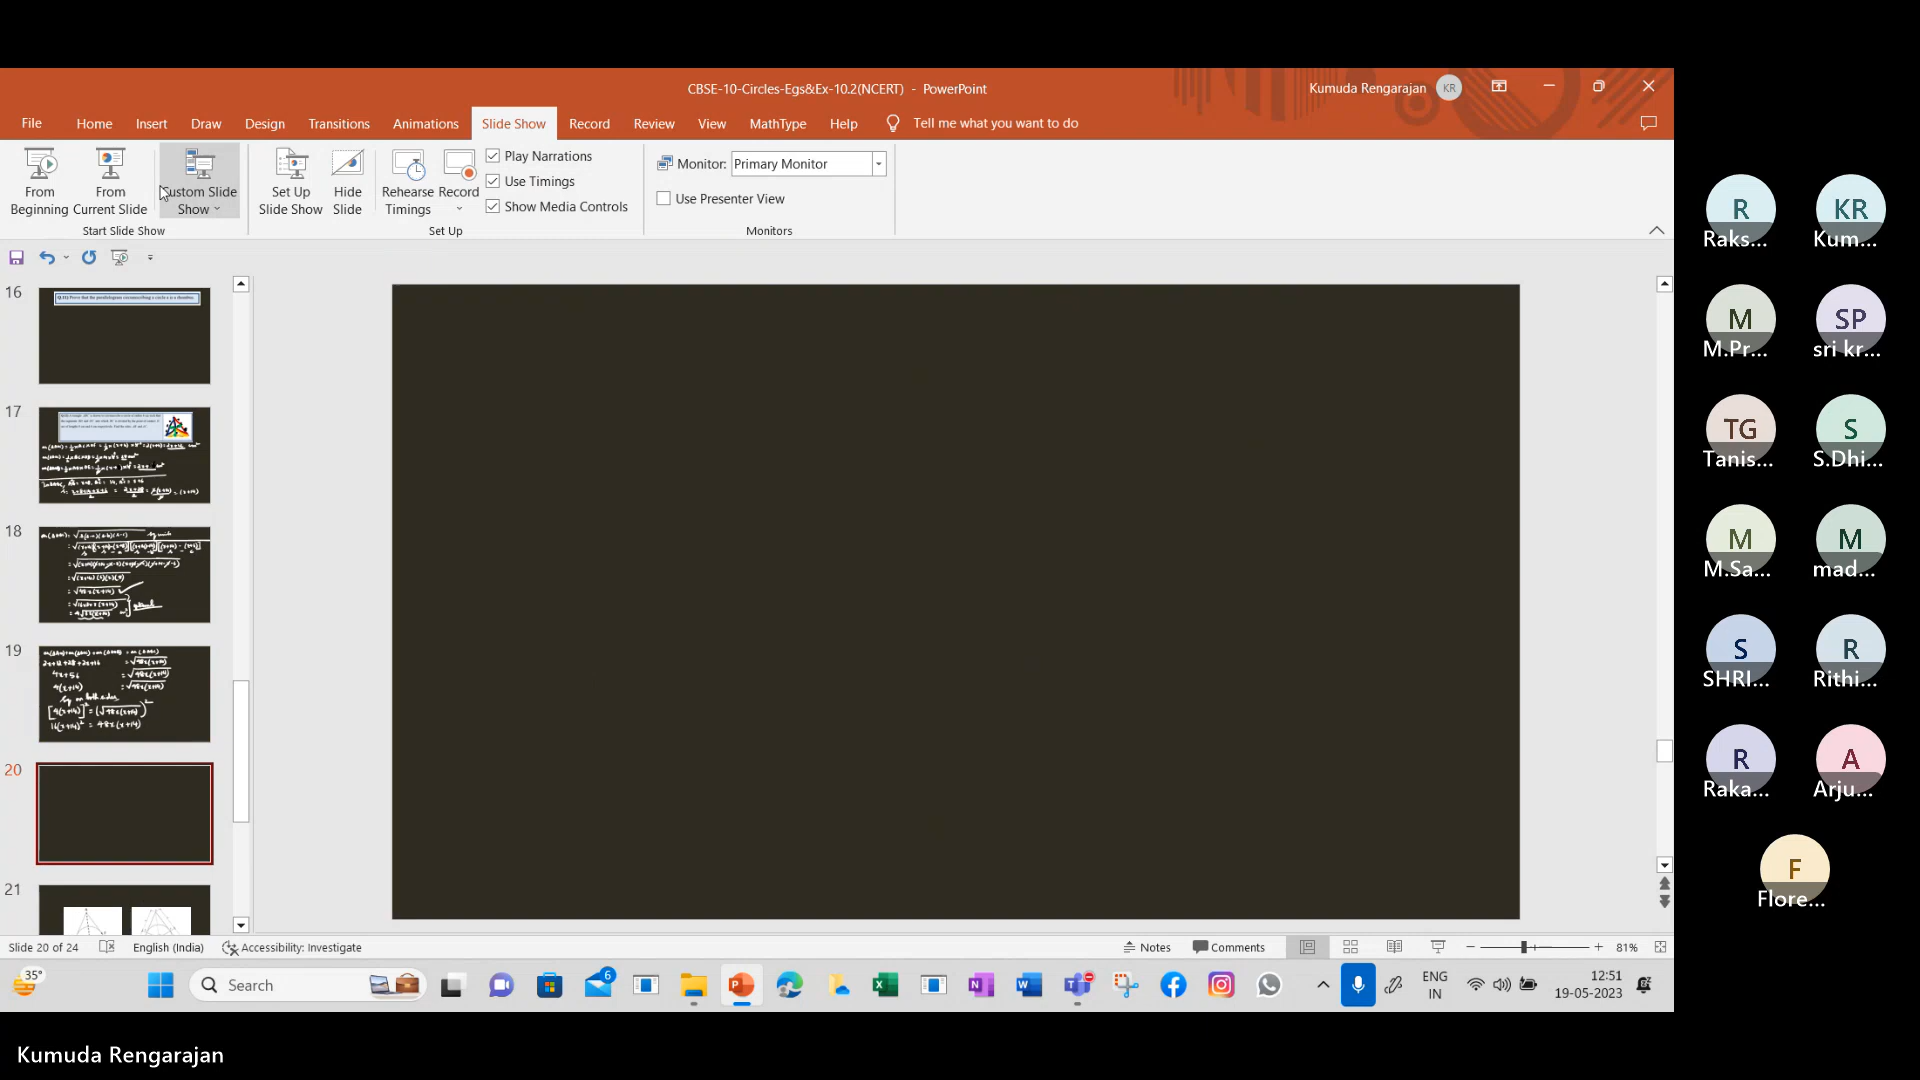 CBSE-10-Circles-Egs&Ex-10.2(NCERT) - PowerPoint
Kumuda Rengarajan KR
File Home Insert Draw Design Transitions Animations Slide Show Record Review View MathType Help Tell me what you want to do
From Beginning
From Current Slide
Custom Slide Show
Start Slide Show
Set Up Slide Show
Hide Slide
Rehearse Timings
Record
Play Narrations
Use Timings
Show Media Controls
Set Up
Monitor: Primary Monitor
Use Presenter View
Monitors
16
17
18
19
4x+56
20
21
Slide 20 of 24
English (India)
Accessibility: Investigate
Notes
Comments
81%
35°
Search
6
ENG
IN
12:51
19-05-2023
R
Raks...
KR
Kum...
M
M.Pr...
SP
sri kr...
TG
Tanis...
S
S.Dhi...
M
M.Sa...
M
mad...
S
SHRI...
R
Rithi...
R
Raka...
A
Arju...
F
Flore...
Kumuda Rengarajan